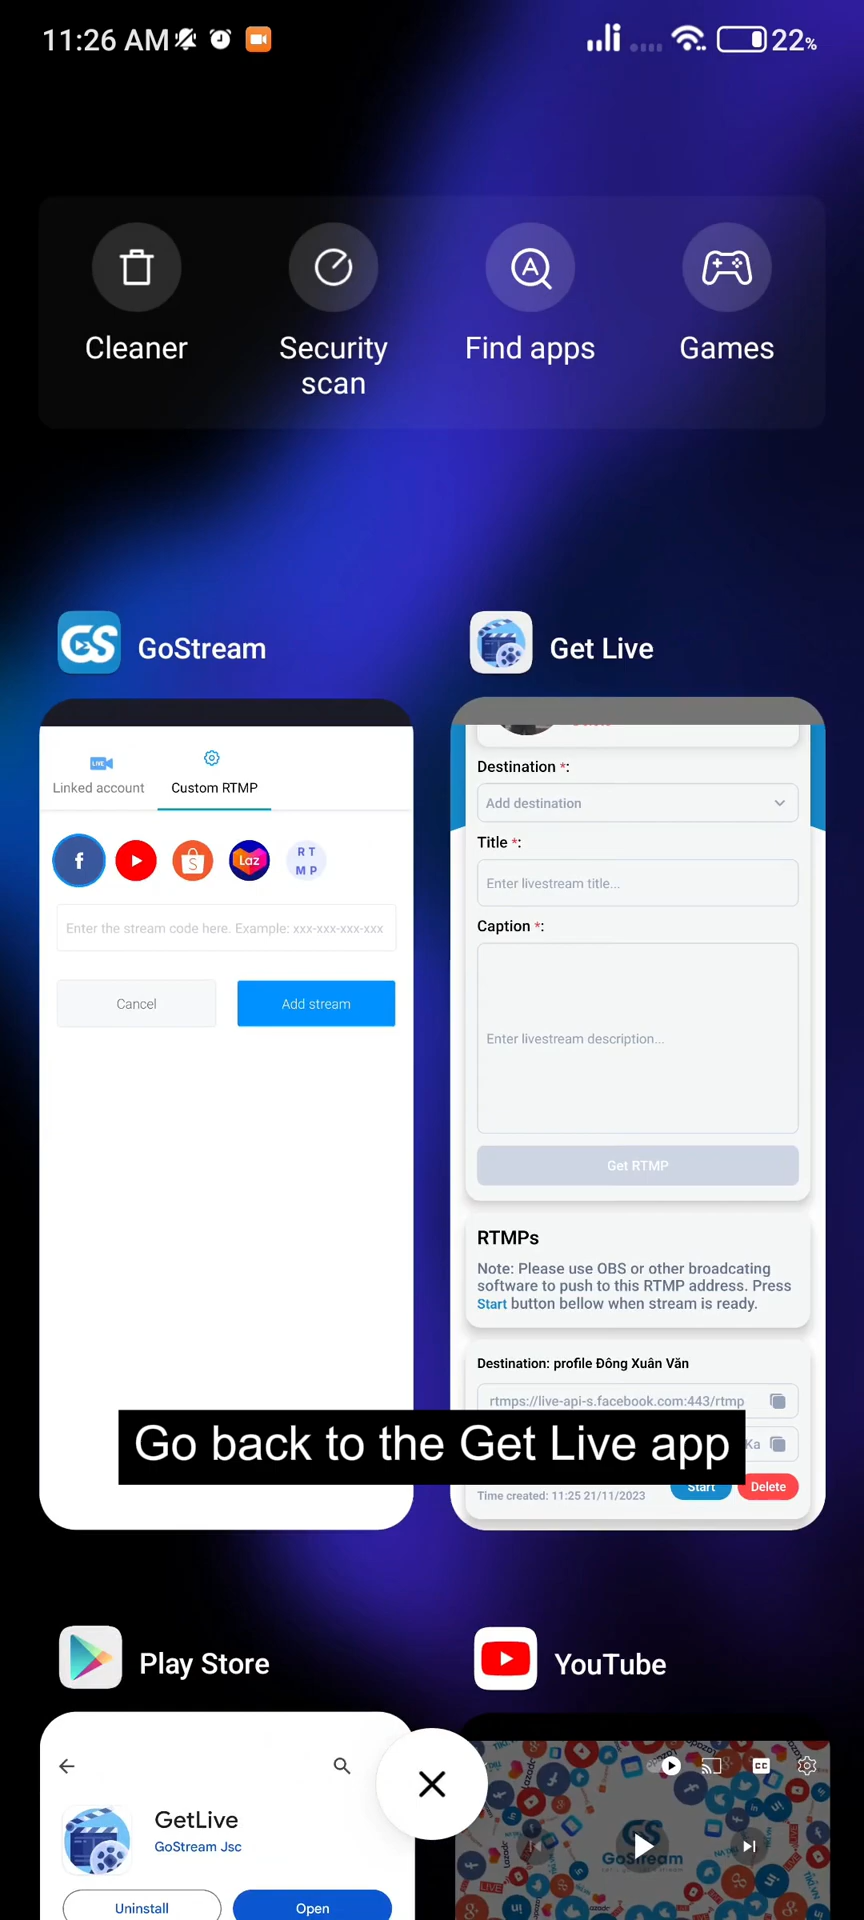 11:26 AM
22%
Cleaner
Security
scan
Find apps
Games
GoStream
Get Live
LIVE
Linked account
Custom RTMP
Laz
R T
M P
Enter the stream code here. Example: xxx-xxx-xxx-xxx
Cancel
Add stream
Destination *:
Add destination
Title *:
Enter livestream title...
Caption *:
Enter livestream description...
Get RTMP
RTMPs
Note: Please use OBS or other broadcasting
software to push to this RTMP address. Press
Start button bellow when stream is ready.
Destination: profile Đông Xuân Văn
rtmps://live-api-s.facebook.com:443/rtmp
Ka
Go back to the Get Live app
Time created: 11:25 21/11/2023
Start
Delete
Play Store
YouTube
GetLive
GoStream Jsc
Uninstall
Open
CC
GoStream